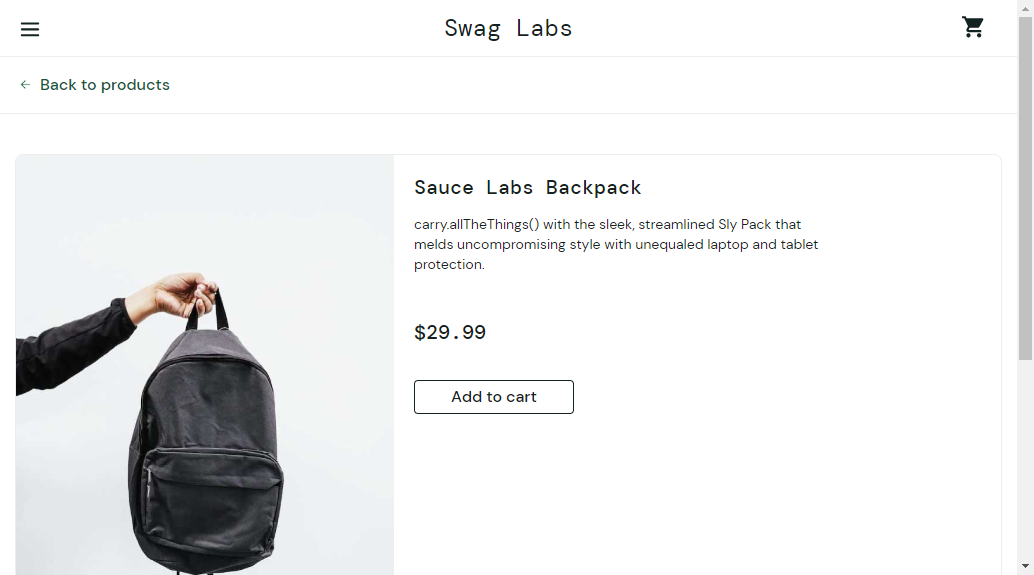 Swag Labs
Back to products
Sauce Labs Backpack
carry.allTheThings() with the sleek, streamlined Sly Pack that
melds uncompromising style with unequaled laptop and tablet
protection.
$29.99
Add to cart